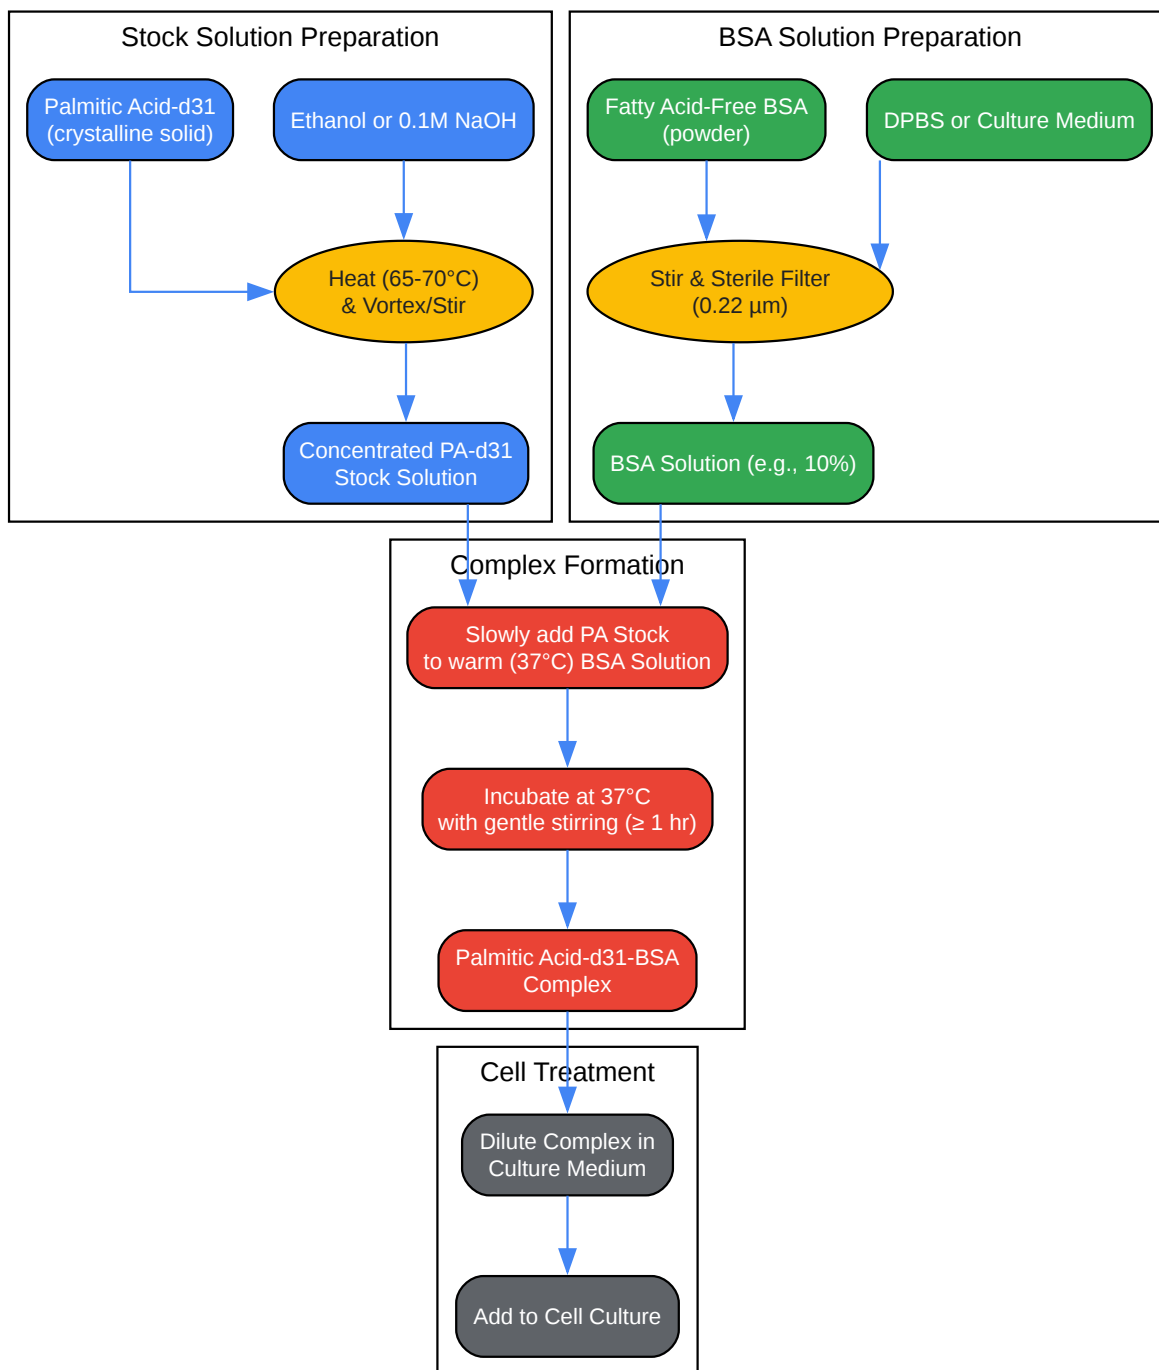 Stock Solution Preparation
Palmitic Acid-d31
(crystalline solid)
Ethanol or 0.1M NaOH
Heat (65-70°C)
& Vortex/Stir
Concentrated PA-d31
Stock Solution
BSA Solution Preparation
Fatty Acid-Free BSA
(powder)
DPBS or Culture Medium
Stir & Sterile Filter
(0.22 µm)
BSA Solution (e.g., 10%)
Complex Formation
Slowly add PA Stock
to warm (37°C) BSA Solution
Incubate at 37°C
with gentle stirring (≥ 1 hr)
Palmitic Acid-d31-BSA
Complex
Cell Treatment
Dilute Complex in
Culture Medium
Add to Cell Culture